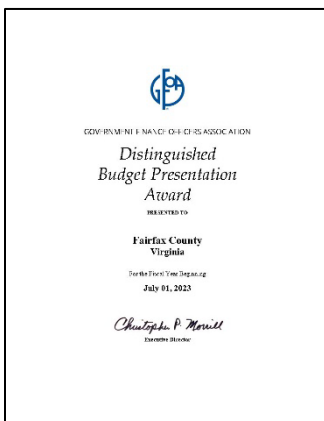 GFOA
GOVERNMENT FINANCE OFFICERS ASSOCIATION
Distinguished
Budget Presentation
Award
PRESENTED TO
Fairfax County
Virginia
For the Fiscal Year Beginning
July 01, 2023
Christopher P. Morrill
Executive Director